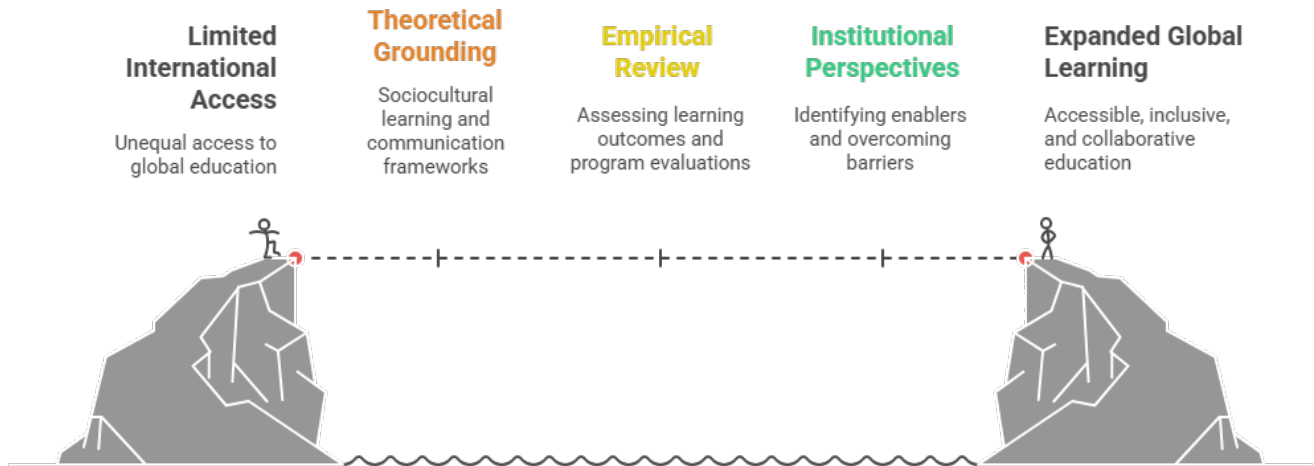 Limited
International
Access
Unequal access to
global education
Theoretical
Grounding
Sociocultural
learning and
communication
frameworks
Empirical
Review
Assessing learning
outcomes and
program evaluations
Institutional
Perspectives
Identifying enablers
and overcoming
barriers
Expanded Global
Learning
Accessible, inclusive,
and collaborative
education